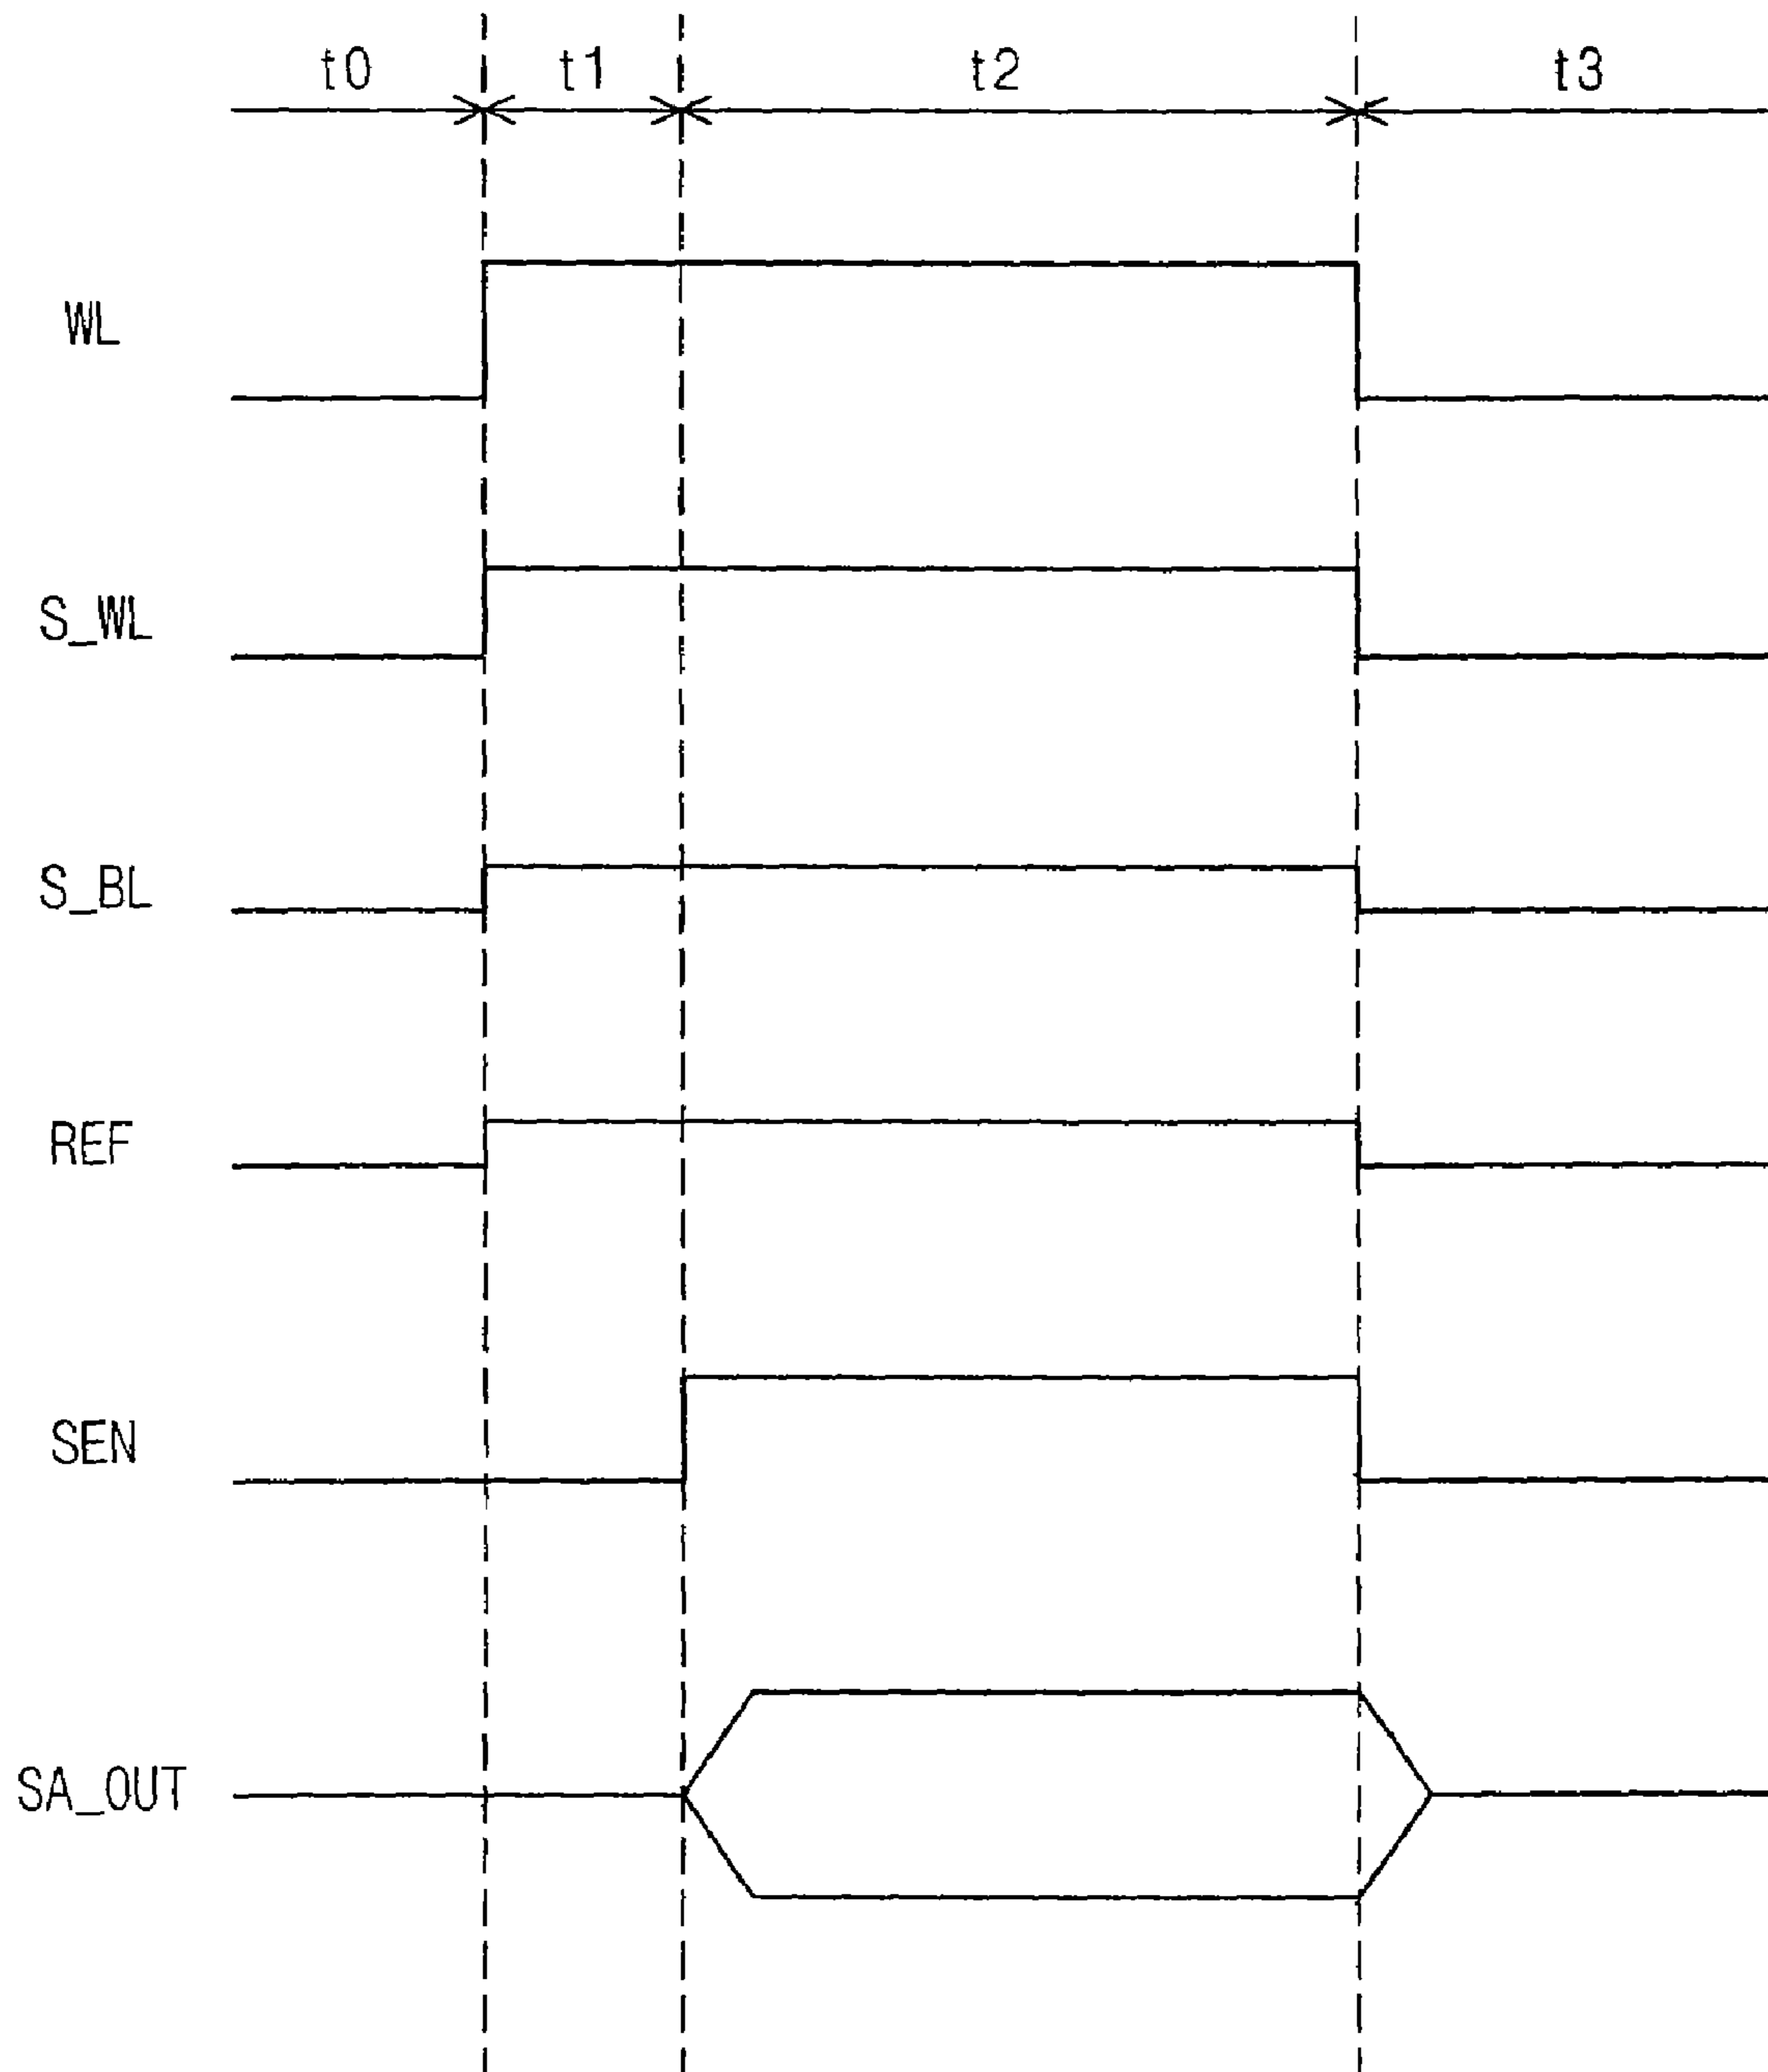 t0 t1 t2 t3
WL
S_WL
S_BL
REF
SEN
SA_OUT